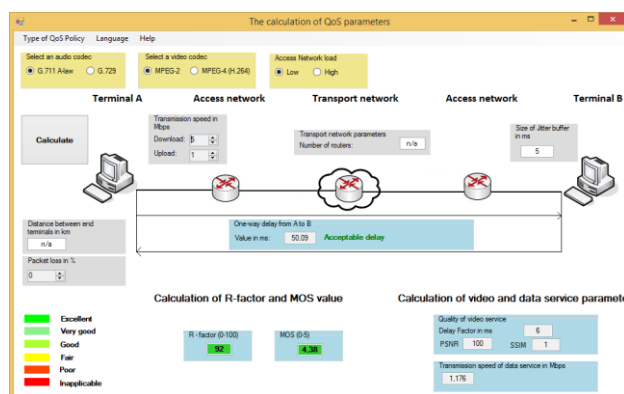 The calculation of QoS parameters
Type of QoS Policy Language Help
Select an audio codec
G.711 A-law G.729
Select a video codec
MPEG-2 MPEG-4 (H.264)
Access Network load
Low High
Terminal A Access network Transport network Access network Terminal B
Calculate
Transmission speed in
Mbps
Download: 5
Upload: 1
Transport network parameters
Number of routers: n/a
Size of Jitter buffer
in ms
5
Distance between end
terminals in km
n/a
Packet loss in %
0
One-way delay from A to B
Value in ms: 50,09 Acceptable delay
Calculation of R-factor and MOS value
Calculation of video and data service paramete
Excellent
Very good
Good
Fair
Poor
Inapplicable
R -factor (0-100)
92
MOS (0-5)
4,38
Quality of video service
Delay Factor in ms 6
PSNR 100 SSIM 1
Transmission speed of data service in Mbps
1,176